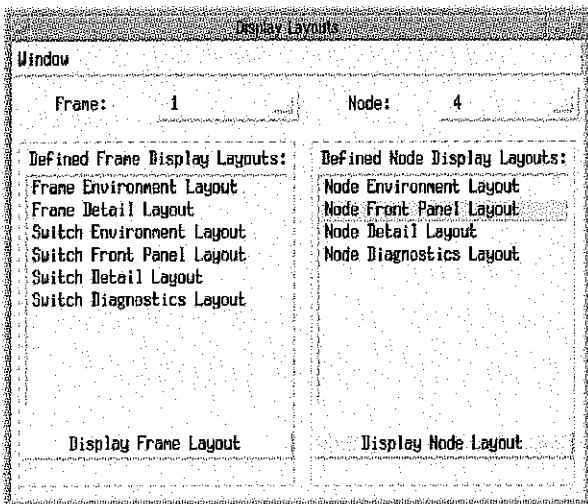 Display Layouts
Window
Frame: 1 Node: 4
Defined Frame Display Layouts:
Frame Environment Layout
Frame Detail Layout
Switch Environment Layout
Switch Front Panel Layout
Switch Detail Layout
Switch Diagnostics Layout
Display Frame Layout
Defined Node Display Layouts:
Node Environment Layout
Node Front Panel Layout
Node Detail Layout
Node Diagnostics Layout
Display Node Layout